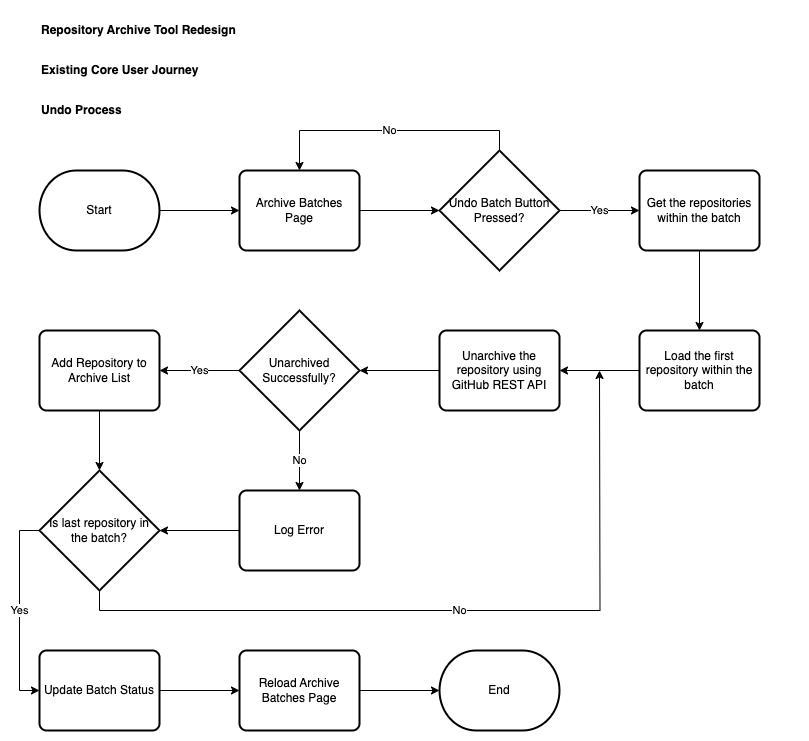 Repository Archive Tool Redesign
Existing Core User Journey
Undo Process
No
Start
Archive Batches
Page
Undo Batch Button
Pressed?
Yes
Get the repositories
within the batch
Add Repository to
Archive List
Yes
Unarchived
Successfully?
Unarchive the
repository using
GitHub REST API
Load the first
repository within the
batch
No
Is last repository in
the batch?
Log Error
Yes
No
Update Batch Status
Reload Archive
Batches Page
End